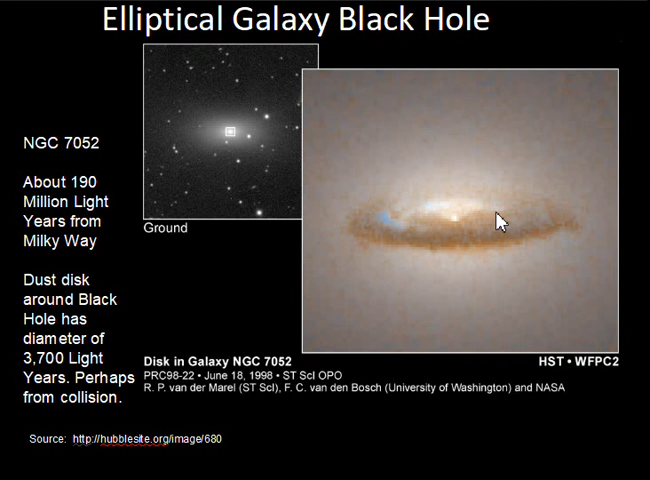 Elliptical Galaxy Black Hole
NGC 7052
About 190
Million Light
Years from
Milky Way
Dust disk
around Black
Hole has
diameter of
3,700 Light
Years. Perhaps
from collision.
Ground
Disk in Galaxy NGC 7052
HST • WFPC2
PRC98-22 • June 18, 1998 • ST ScI OPO
R. P. van der Marel (ST ScI), F. C. van den Bosch (University of Washington) and NASA
Source: http://hubblesite.org/image/680